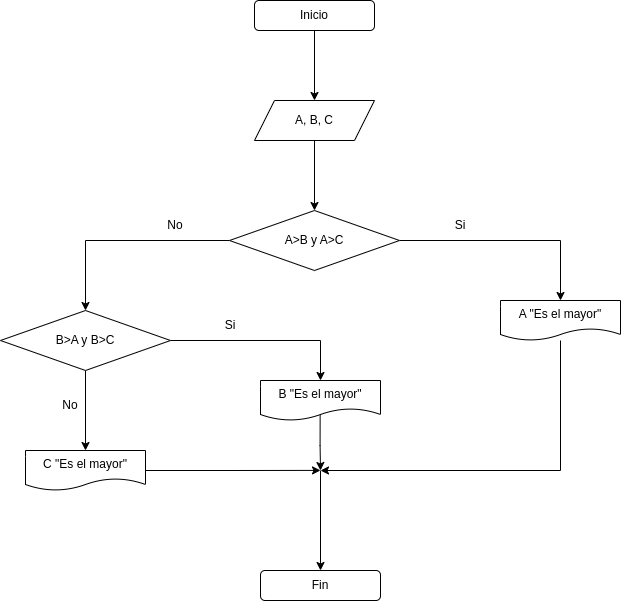 Inicio
A, B, C
No
Si
A>B y A>C
A "Es el mayor"
Si
B>A y B>C
B "Es el mayor"
No
C "Es el mayor"
Fin